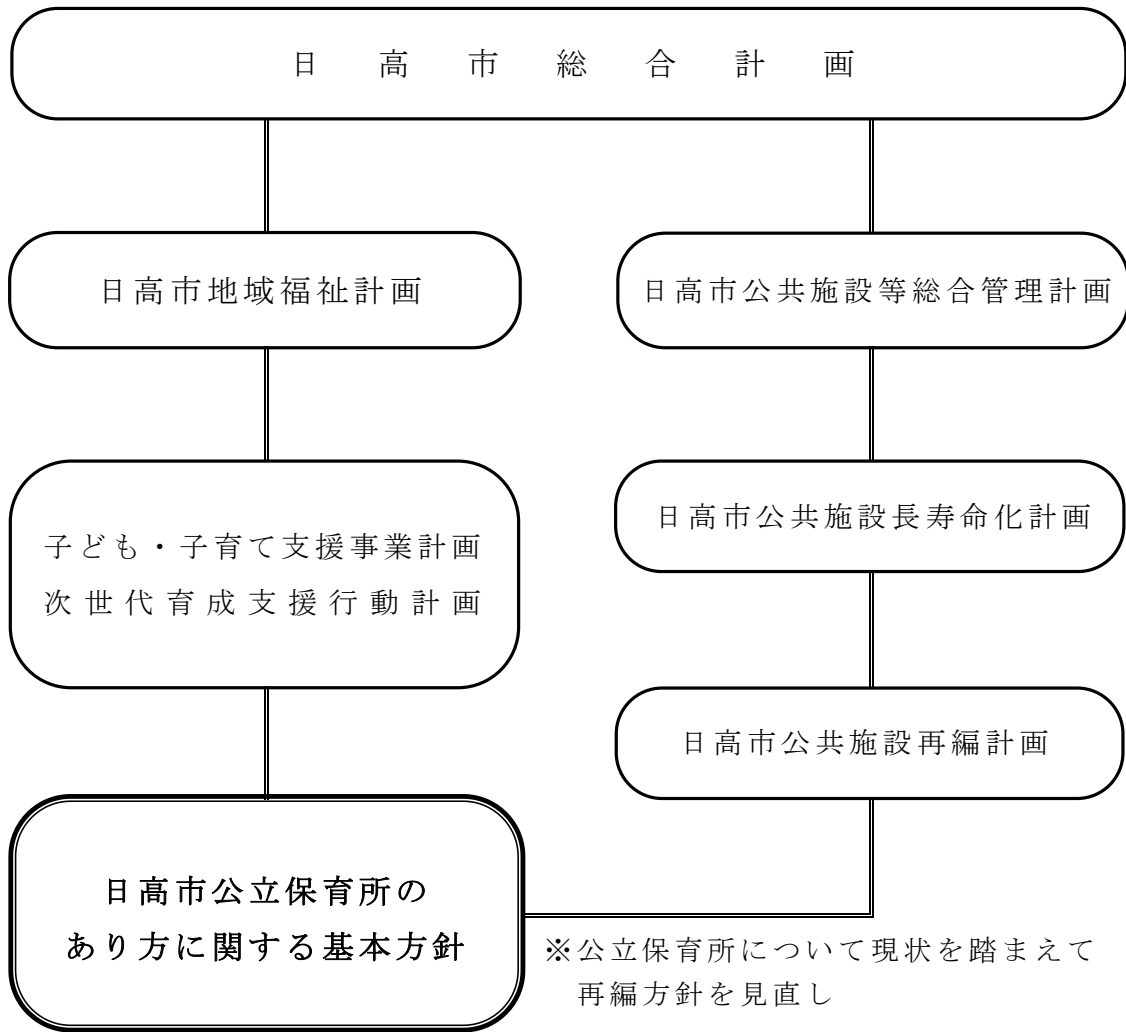 日高市総合計画
日高市地域福祉計画
日高市公共施設等総合管理計画
子ども・子育て支援事業計画
次世代育成支援行動計画
日高市公共施設長寿命化計画
日高市公共施設再編計画
日高市公立保育所の
あり方に関する基本方針
※公立保育所について現状を踏まえて
再編方針を見直し